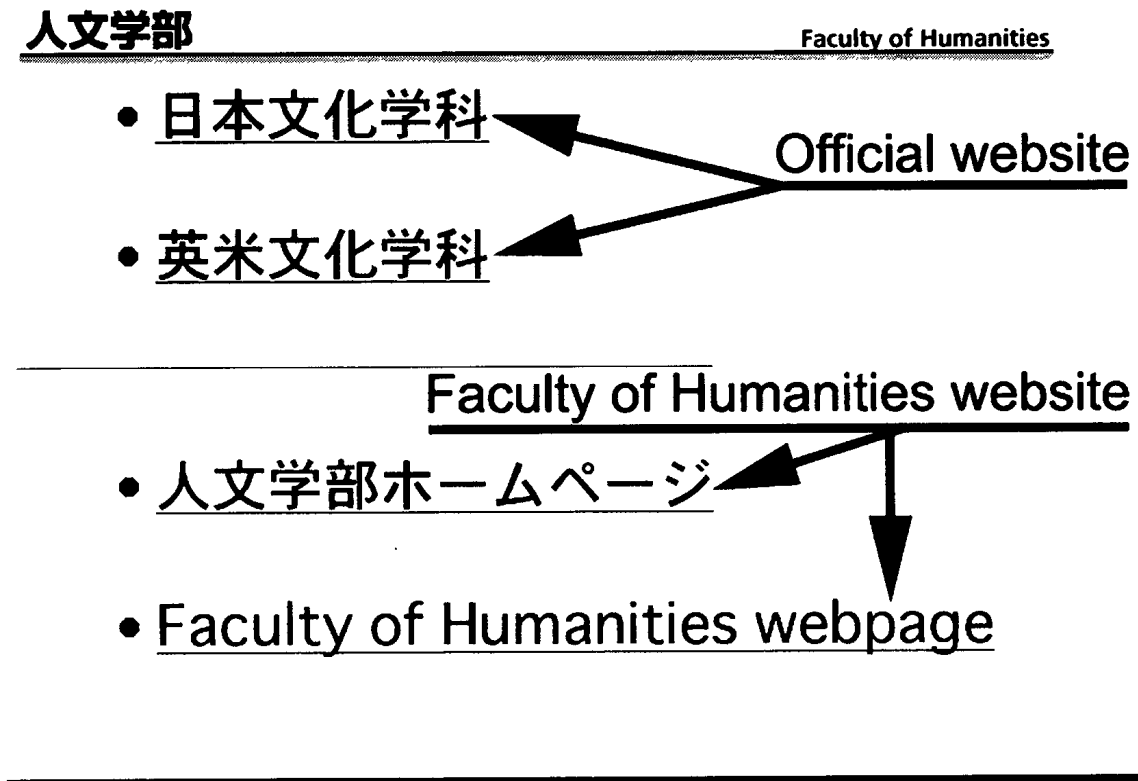 人文学部 Faculty of Humanities
• 日本文化学科
Official website
• 英米文化学科
Faculty of Humanities website
• 人文学部ホームページ
• Faculty of Humanities webpage